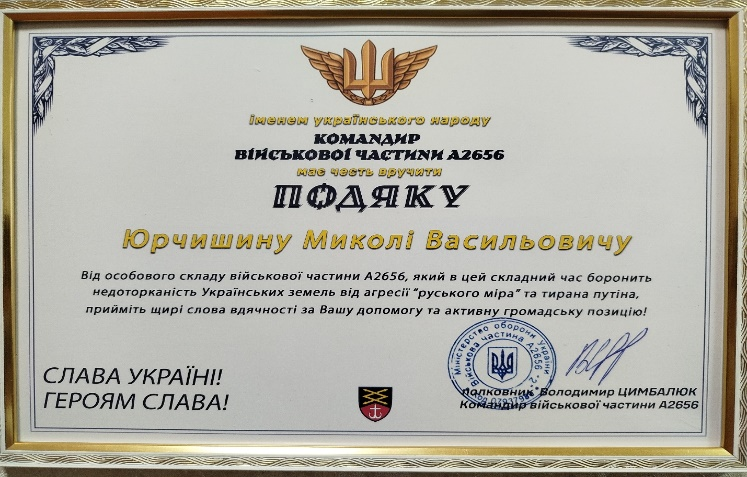 іменем українського народу
КОМАНДИР
ВІЙСЬКОВОЇ ЧАСТИНИ А2656
має честь вручити
ПОДЯКУ
Юрчишину Миколі Васильовичу
Від особового складу військової частини А2656, який в цей складний час боронить
недоторканість Українських земель від агресії "руського міра" та тирана путіна,
прийміть щирі слова вдячності за Вашу допомогу та активну громадську позицію!
Міністерство оборони України
Військова частина А2656
СЛАВА УКРАЇНІ!
ГЕРОЯМ СЛАВА!
полковник Володимир ЦИМБАЛЮК
Командир військової частини А2656